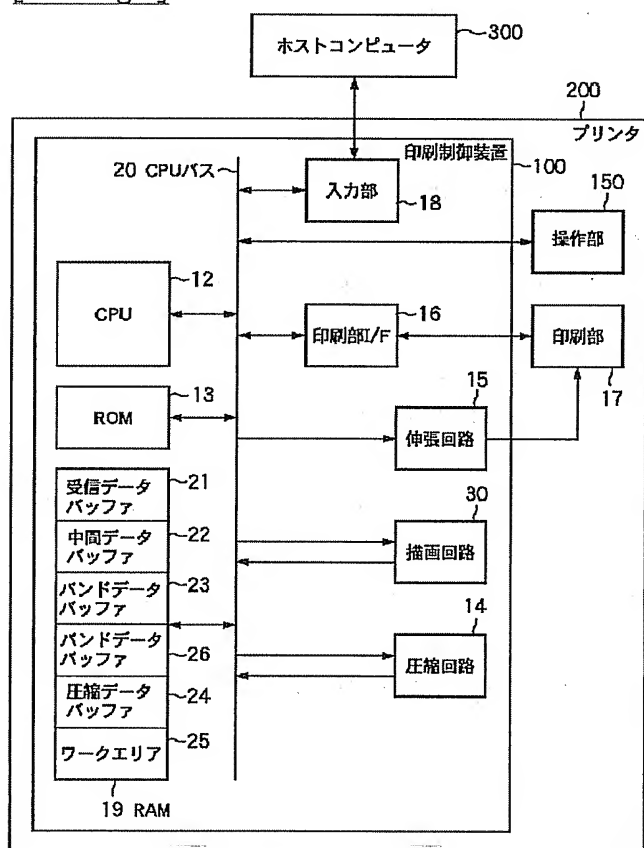 ホストコンピュータ
300
200
プリンタ
印刷制御装置
100
20 CPUバス
入力部
18
150
操作部
12
CPU
16
印刷部I/F
印刷部
17
13
ROM
15
伸張回路
21
受信データ
バッファ
22
中間データ
バッファ
30
描画回路
23
バンドデータ
バッファ
バンドデータ
バッファ
26
14
圧縮回路
圧縮データ
バッファ
24
ワークエリア
25
19 RAM